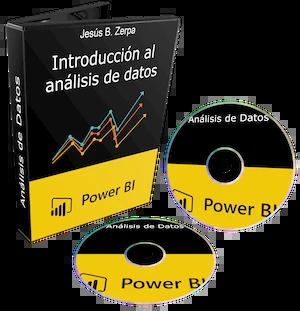 Jesús B. Zerpa
Introducción al
análisis de datos
Análisis de Datos
Power BI
Análisis de Datos
Power BI
Análisis de Datos
Power BI